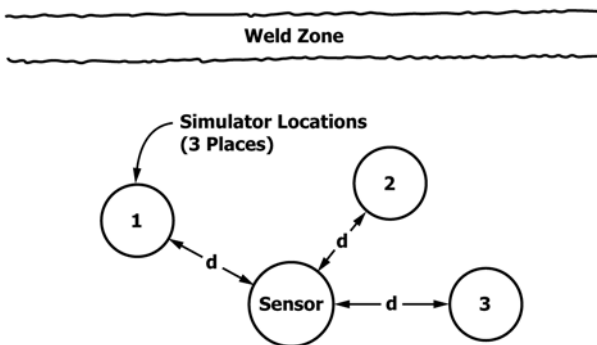 Weld Zone
Simulator Locations
(3 Places)
1
2
d
d
Sensor
d
3